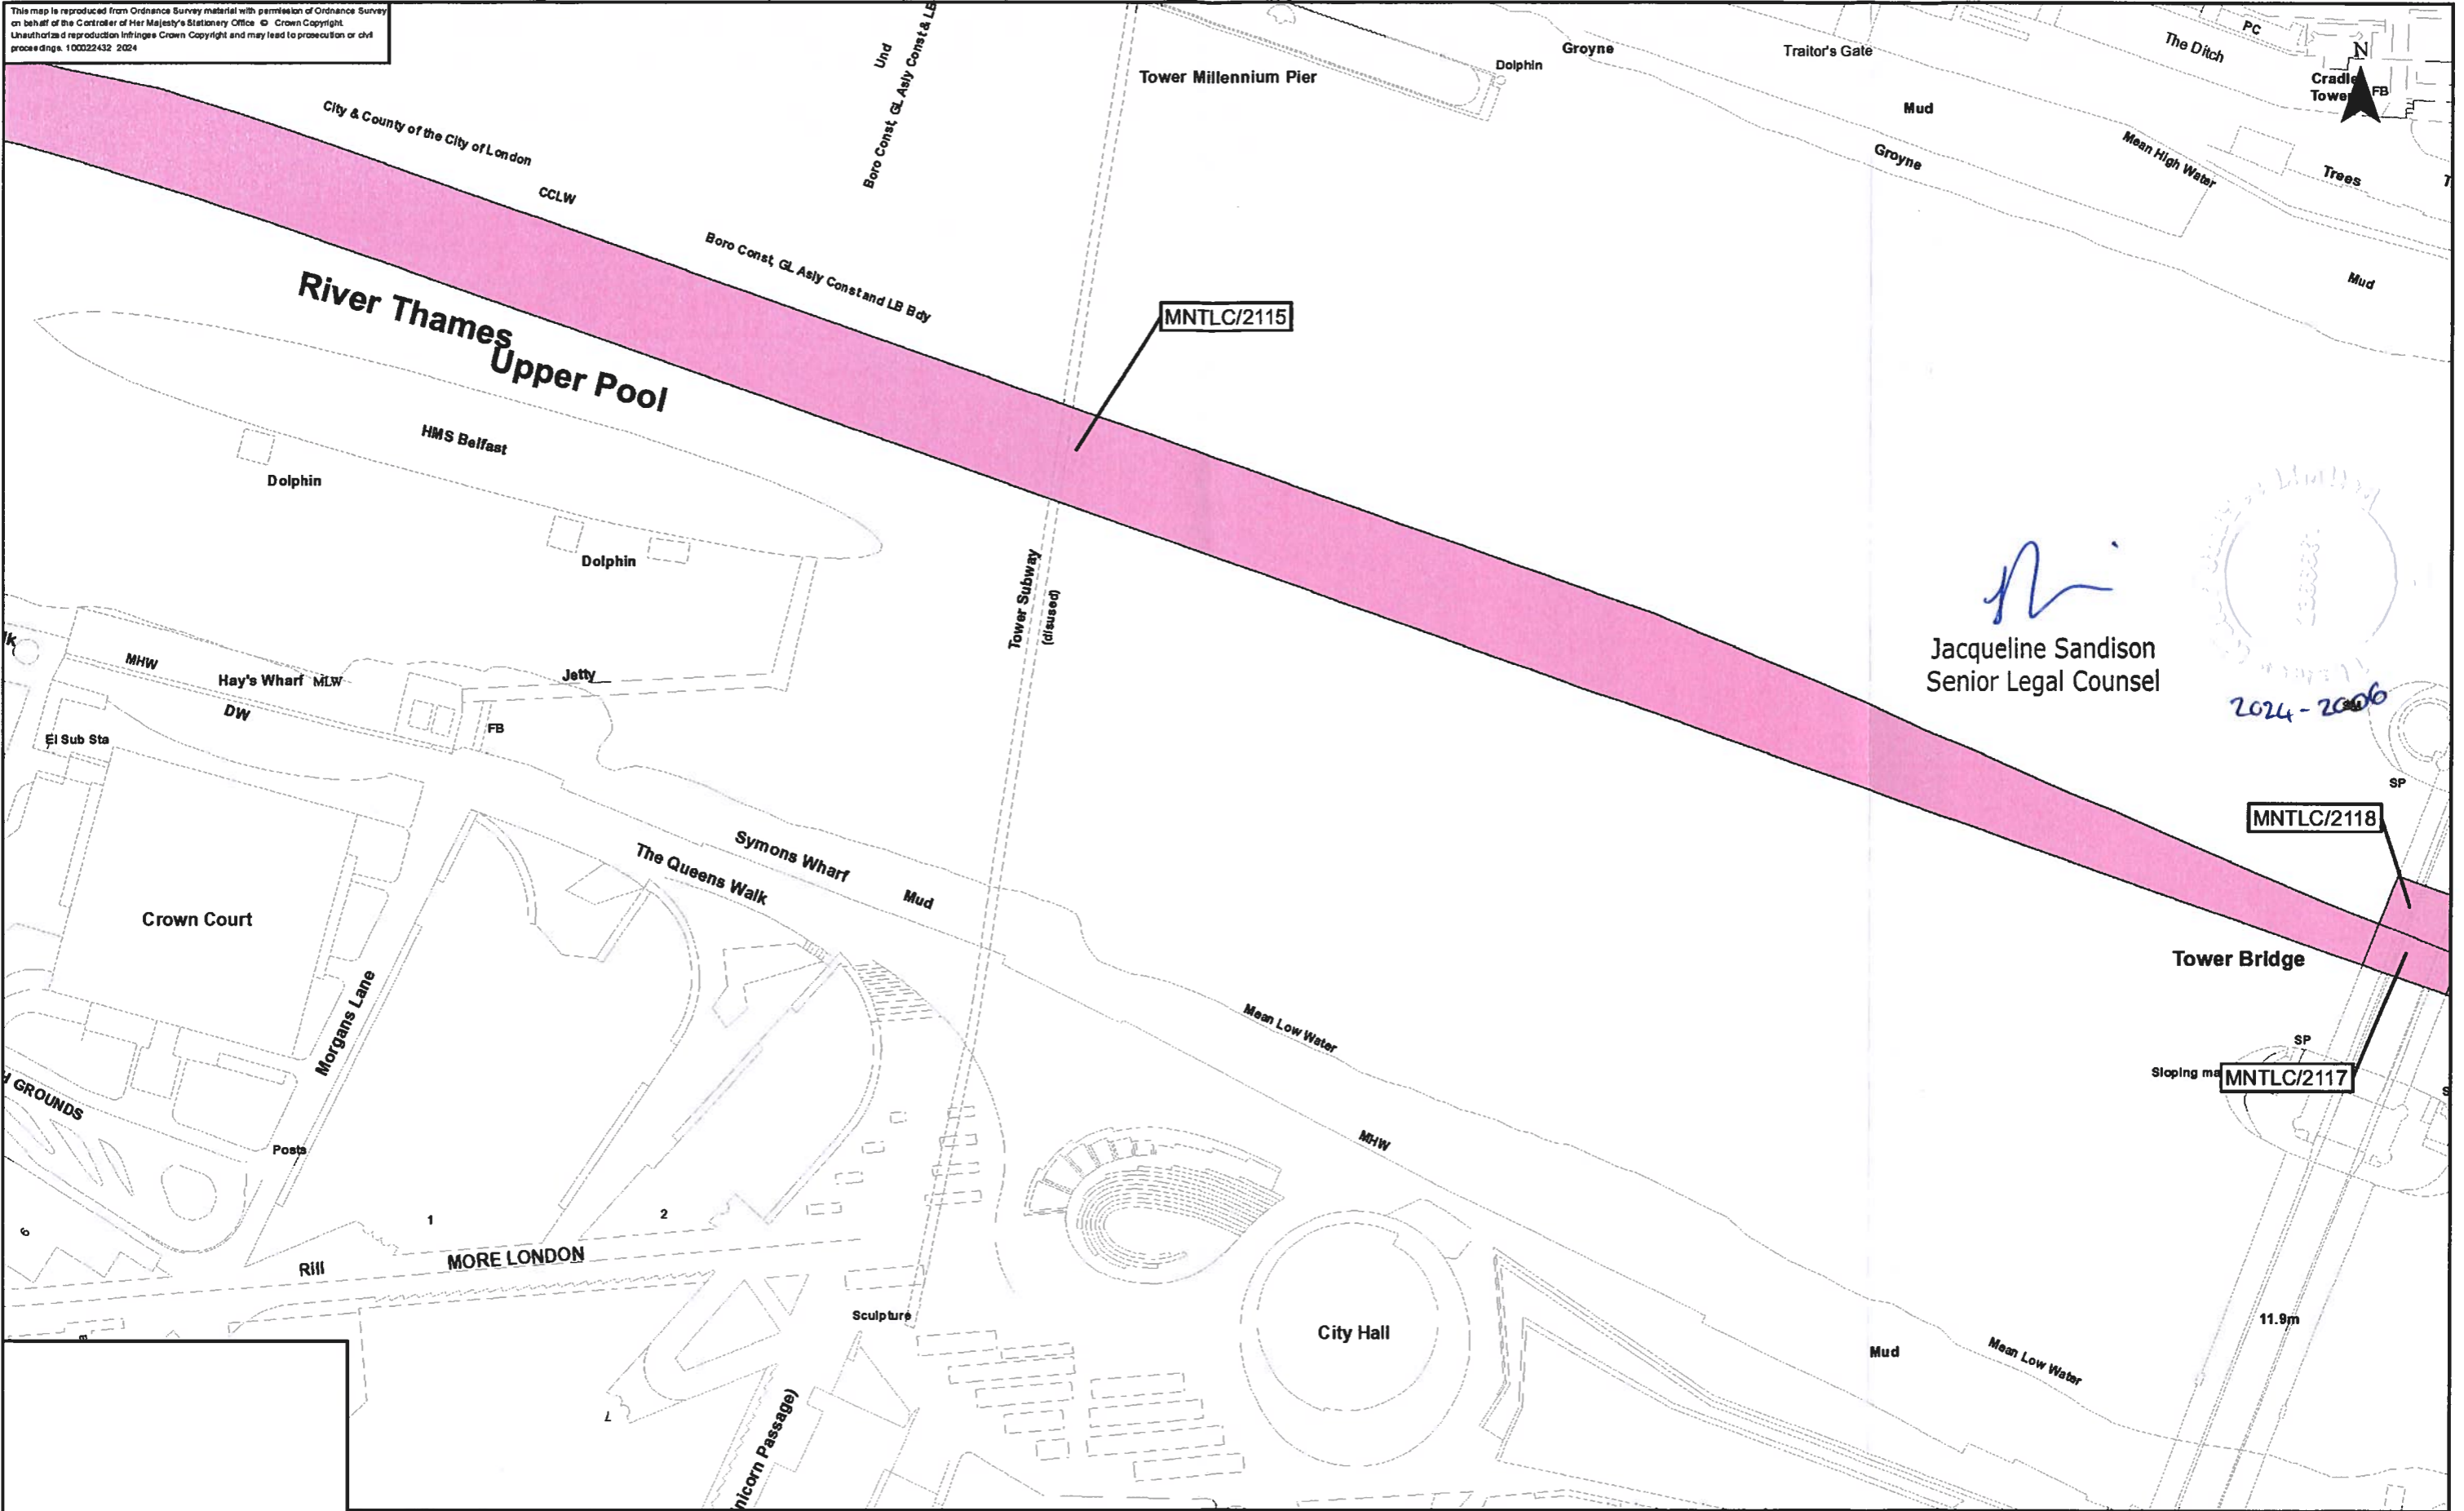 This map is reproduced from Ordnance Survey material with permission of Ordnance Survey
on behalf of the Controller of Her Majesty's Stationery Office © Crown Copyright.
Unauthorized reproduction infringes Crown Copyright and may lead to prosecution or civil
proceedings. 100022432 2024
Und
Boro Const, GL Asly Const & LB
Tower Millennium Pier
Dolphin
Groyne
Traitor's Gate
The Ditch
PC
N
Cradle
Tower
FB
Mud
Groyne
Mean High Water
Trees
T
Mud
City & County of the City of London
CCLW
Boro Const, GL Asly Const and LB Bdy
MNTLC/2115
River Thames
Upper Pool
HMS Belfast
Dolphin
Dolphin
Tower Subway
(disused)
Jacqueline Sandison
Senior Legal Counsel
2024-2006
SP
MNTLC/2118
lk
MHW
Hay's Wharf MLW
Jetty
DW
FB
El Sub Sta
Symons Wharf
The Queens Walk
Mud
Crown Court
Morgans Lane
Tower Bridge
Mean Low Water
SP
Sloping ma
MNTLC/2117
S
H GROUNDS
Posts
MHW
6
1
2
Rill
MORE LONDON
Sculpture
City Hall
11.9m
Mud
Mean Low Water
nicorn Passage)